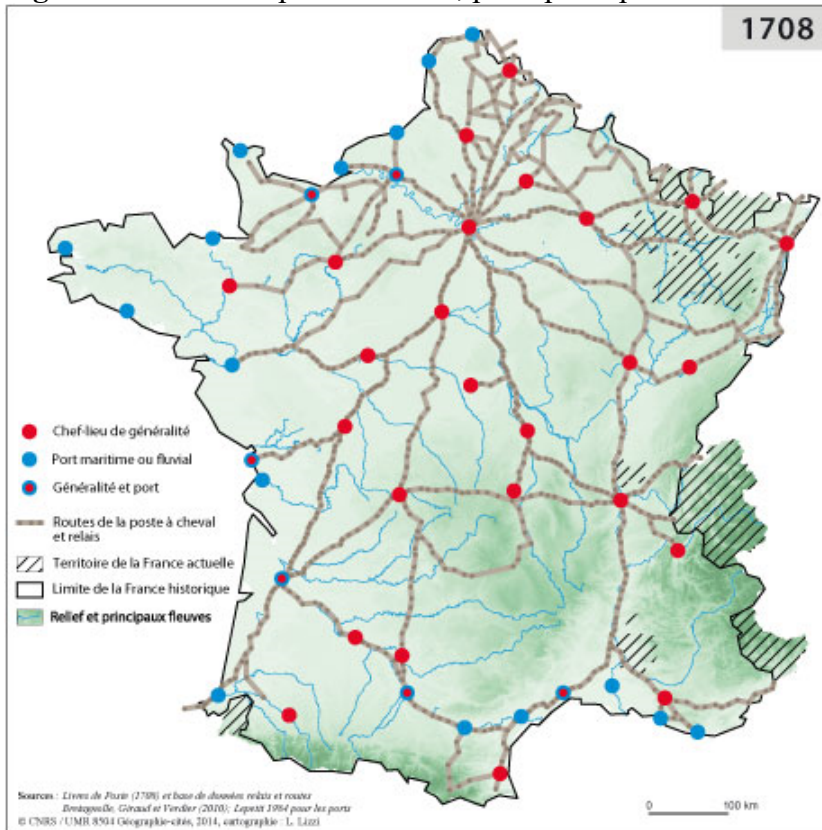 1708
Chef-lieu de généralité
Port maritime ou fluvial
Généralité et port
Routes de la poste à cheval
et relais
Territoire de la France actuelle
Limite de la France historique
Relief et principaux fleuves
Sources : Livres de Poste (1708) et base de données relais et routes
Bretagnolle, Giraud et Verdier (2010); Lepetit 1984 pour les ports
© CNRS / UMR 8504 Géographie-cités, 2014, cartographie : L. Lizzi
0 100 km